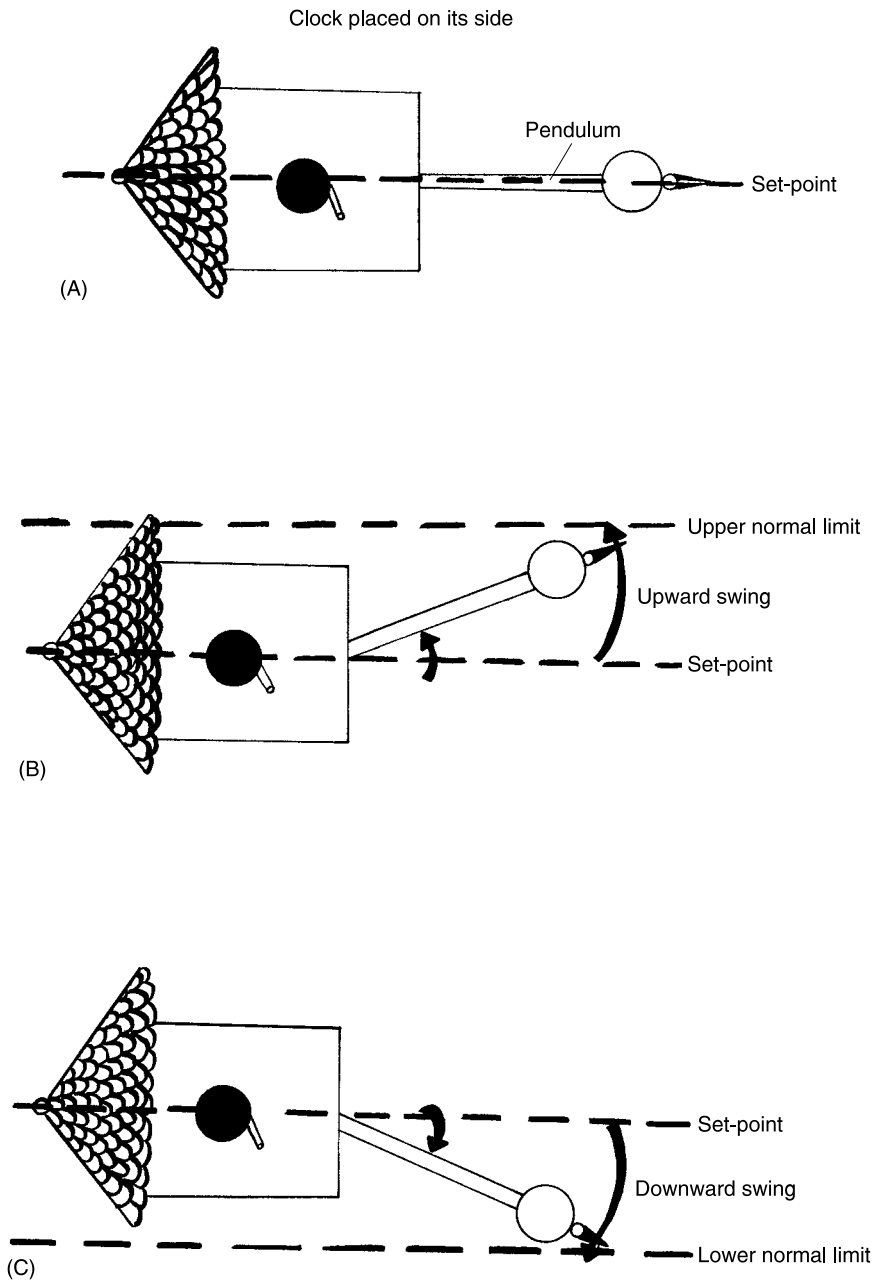 Clock placed on its side
Pendulum
Set-point
(A)
Upper normal limit
Upward swing
Set-point
(B)
Set-point
Downward swing
Lower normal limit
(C)